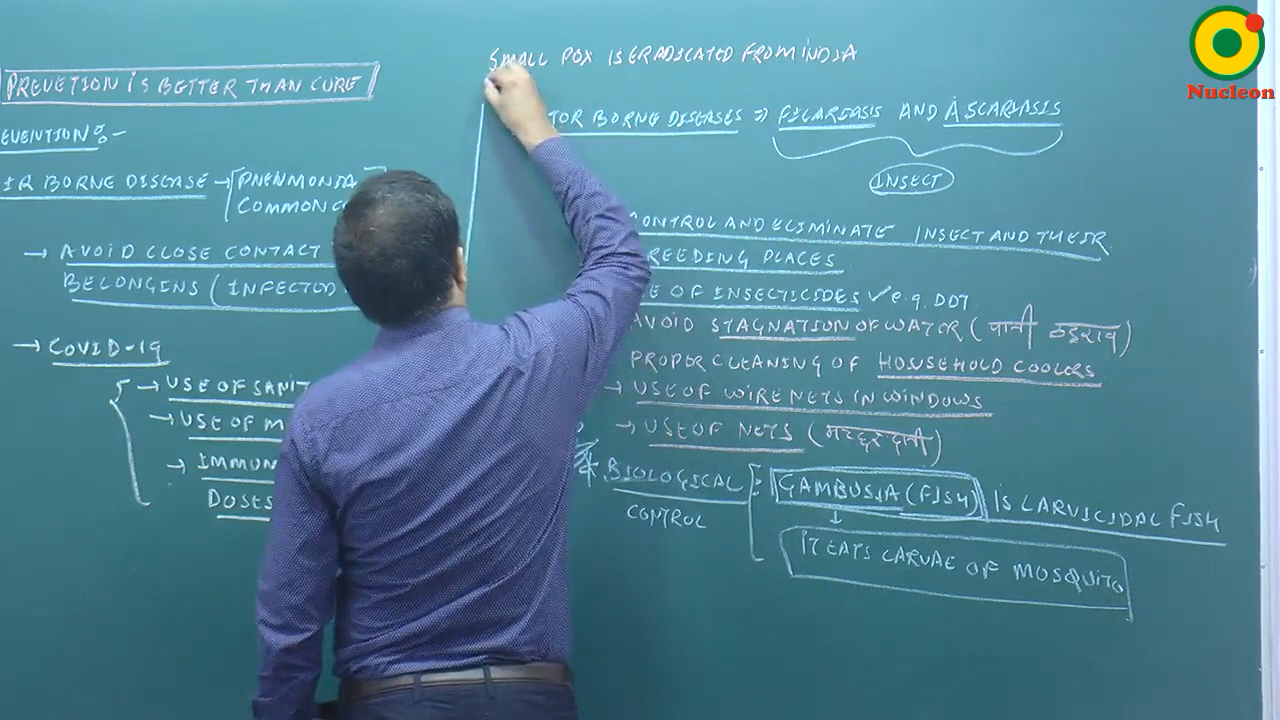 PREVETION IS BETTER THAN CURE
EVENTION :-
IR BORNE DISEASE → PNENMONIA
COMMON CO
→ AVOID CLOSE CONTACT
BELONGINS (INFECTED
→ COVID-19
→ USE OF SANIT
→ USE OF M
→ IMMUN
DOSES
SMALL POX IS ERADICATED FROM INDIA
TOR BORNE DISEASES ⇒ FILARIASIS AND ASCARIASIS
INSECT
CONTROL AND ELIMINATE INSECT AND THEIR
REEDING PLACES
E OF INSECTICIDES ✓ e.g. DDT
AVOID STAGNATION OF WATER (पानी ठहराव)
PROPER CLEANING OF HOUSEHOLD COOLERS
→ USE OF WIRE NETS IN WINDOWS
→ USE OF NETS (मच्छरदानी)
* BIOLOGICAL CONTROL : GAMBUSIA (FISH) IS LARVICIDAL FISH
↓
IT EATS LARVAE OF MOSQUITO
Nucleon